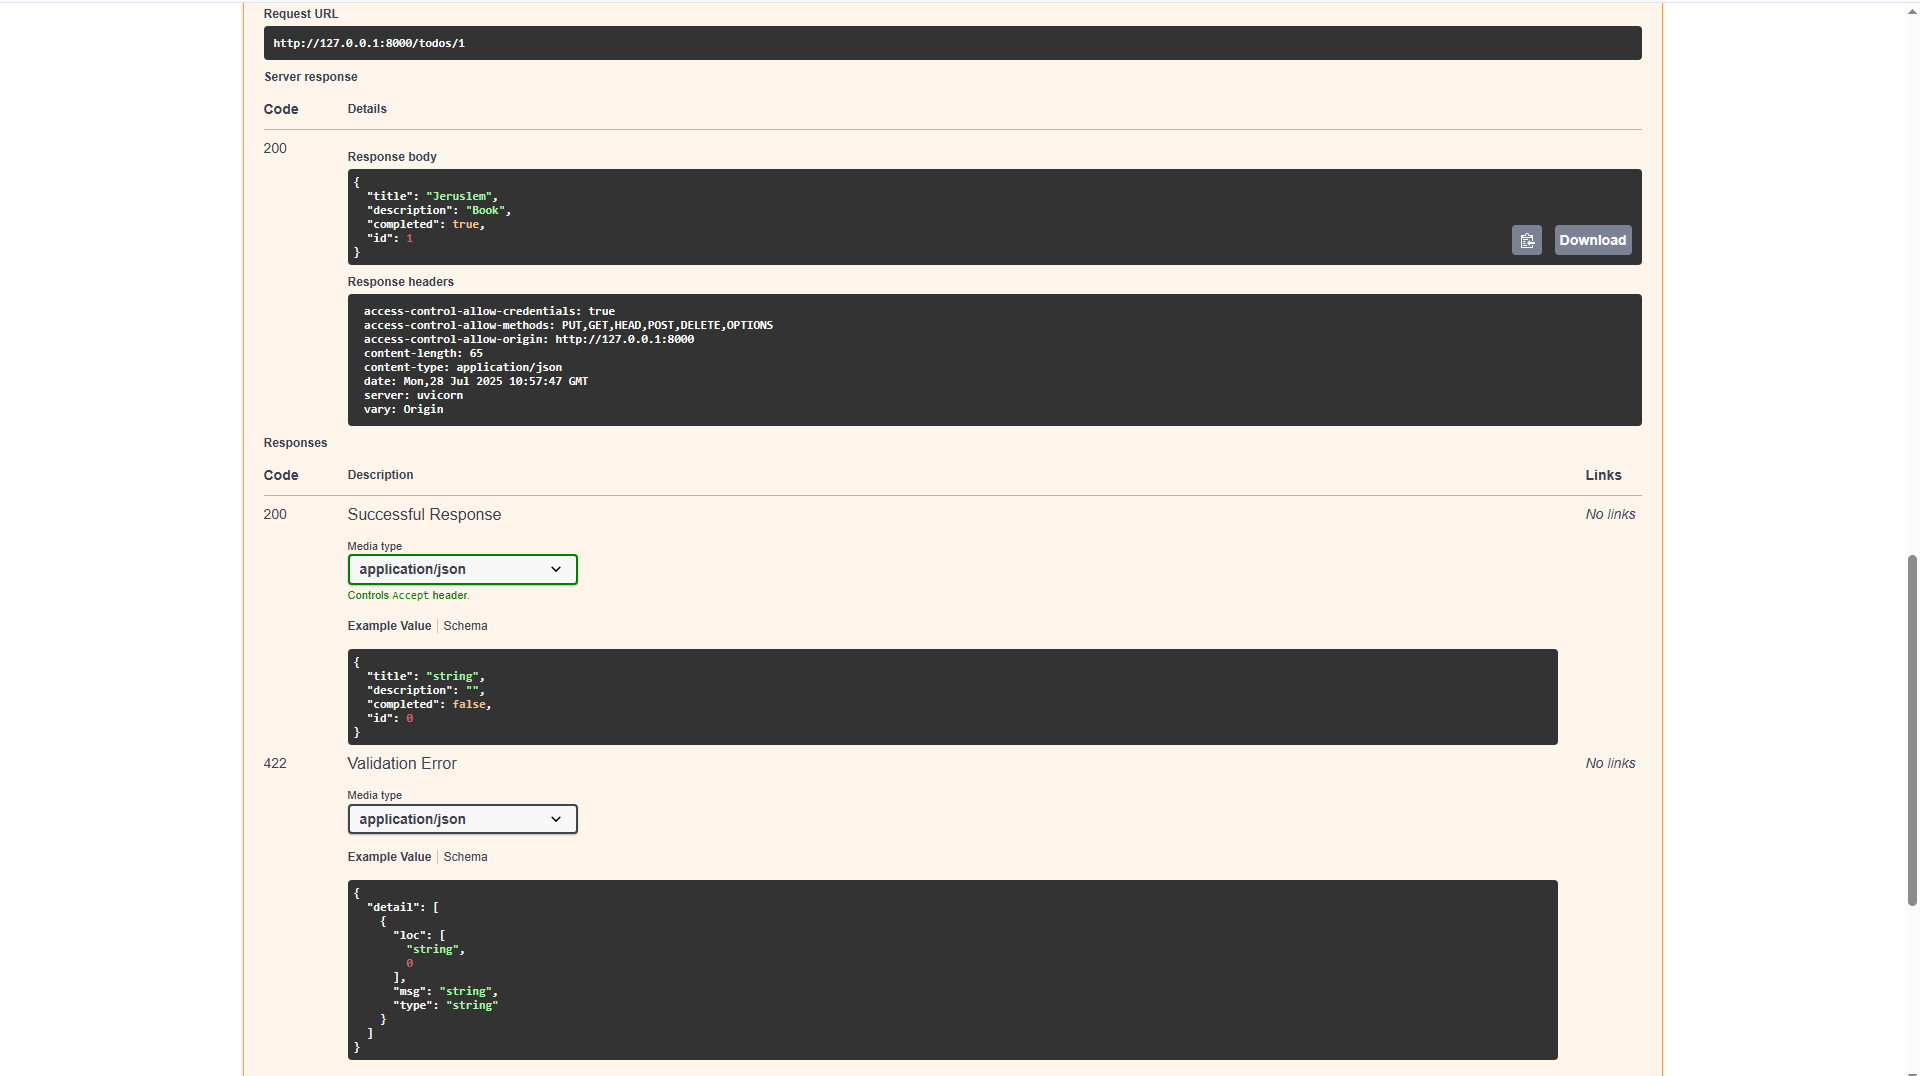 Request URL
http://127.0.0.1:8000/todos/1
Server response
Code Details
200
Response body
{
  "title": "Jeruslem",
  "description": "Book",
  "completed": true,
  "id": 1
}
Download
Response headers
access-control-allow-credentials: true
access-control-allow-methods: PUT,GET,HEAD,POST,DELETE,OPTIONS
access-control-allow-origin: http://127.0.0.1:8000
content-length: 65
content-type: application/json
date: Mon,28 Jul 2025 10:57:47 GMT
server: uvicorn
vary: Origin
Responses
Code Description Links
200 Successful Response No links
Media type
application/json
Controls Accept header.
Example Value Schema
{
  "title": "string",
  "description": "",
  "completed": false,
  "id": 0
}
422 Validation Error No links
Media type
application/json
Example Value Schema
{
  "detail": [
    {
      "loc": [
        "string",
        0
      ],
      "msg": "string",
      "type": "string"
    }
  ]
}